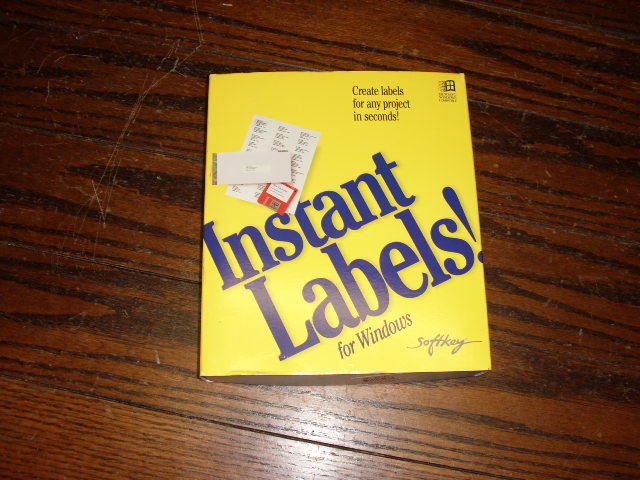 Create labels
for any project
in seconds!
Instant
Labels!
for Windows
Softkey